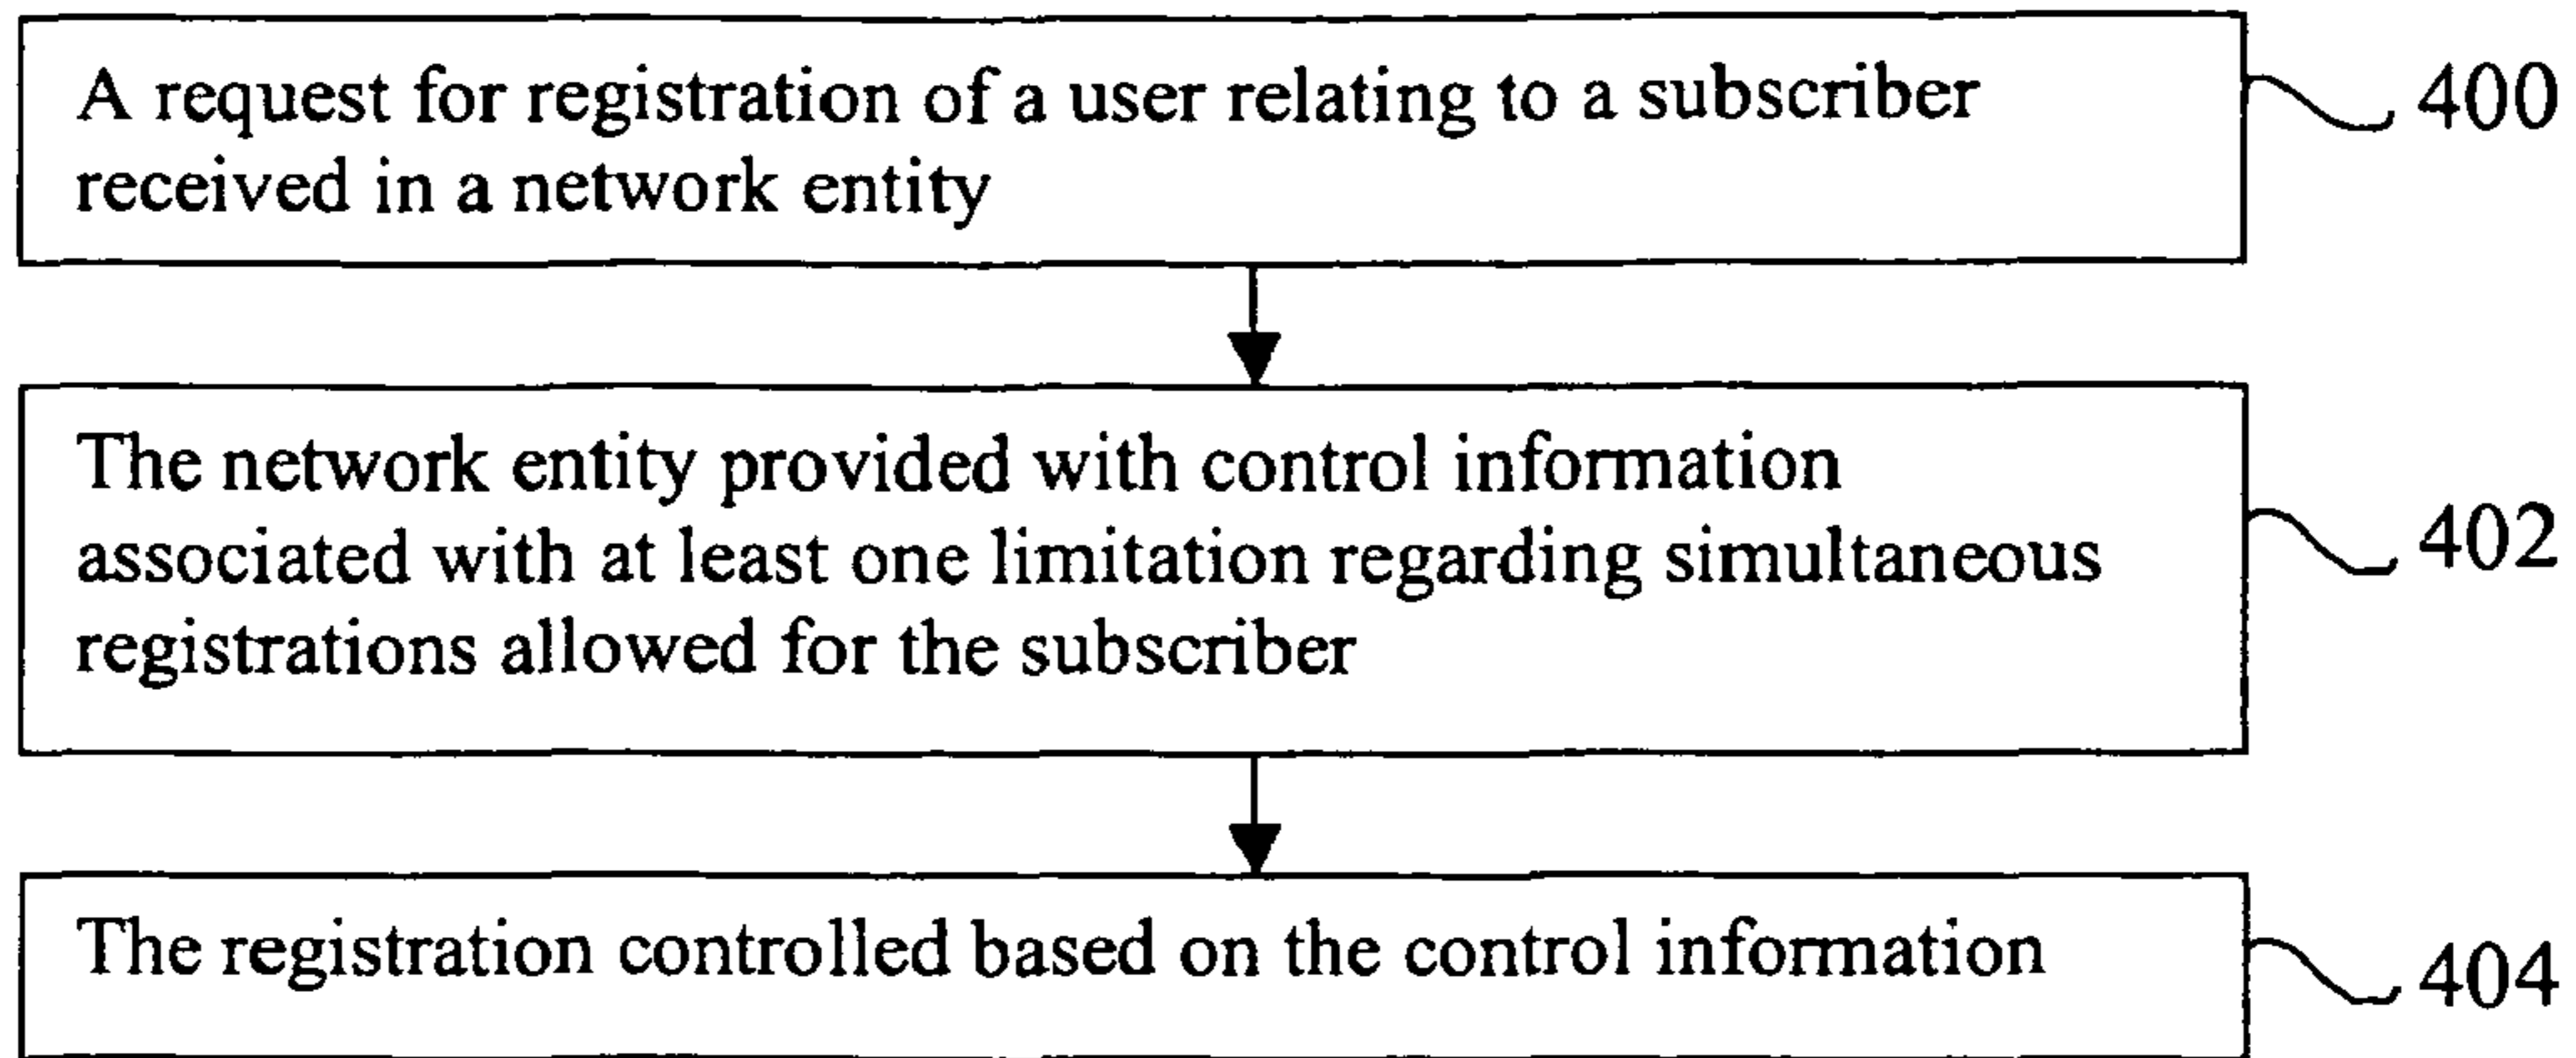 A request for registration of a user relating to a subscriber
received in a network entity
400
The network entity provided with control information
associated with at least one limitation regarding simultaneous
registrations allowed for the subscriber
402
The registration controlled based on the control information
404